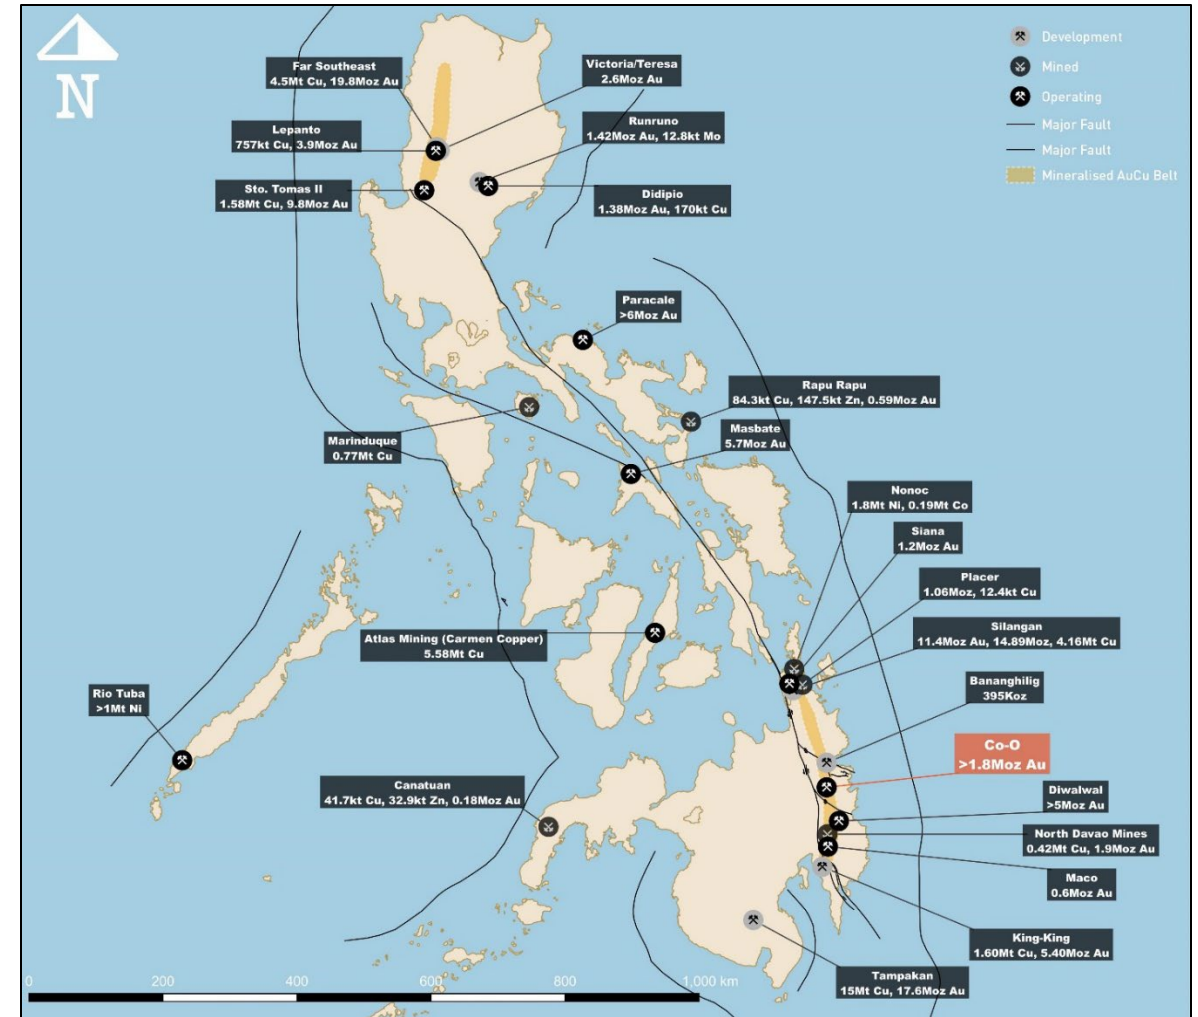 N
Development
Mined
Operating
Major Fault
Major Fault
Mineralised AuCu Belt
Far Southeast
4.5Mt Cu, 19.8Moz Au
Victoria/Teresa
2.6Moz Au
Lepanto
757kt Cu, 3.9Moz Au
Runruno
1.42Moz Au, 12.8kt Mo
Sto. Tomas II
1.58Mt Cu, 9.8Moz Au
Didipio
1.38Moz Au, 170kt Cu
Paracale
>6Moz Au
Rapu Rapu
84.3kt Cu, 147.5kt Zn, 0.59Moz Au
Marinduque
0.77Mt Cu
Masbate
5.7Moz Au
Nonoc
1.8Mt Ni, 0.19Mt Co
Siana
1.2Moz Au
Placer
1.06Moz, 12.4kt Cu
Silangan
11.4Moz Au, 14.89Moz, 4.16Mt Cu
Atlas Mining (Carmen Copper)
5.58Mt Cu
Bananghilig
395Koz
Rio Tuba
>1Mt Ni
Co-O
>1.8Moz Au
Canatuan
41.7kt Cu, 32.9kt Zn, 0.18Moz Au
Diwalwal
>5Moz Au
North Davao Mines
0.42Mt Cu, 1.9Moz Au
Maco
0.6Moz Au
King-King
1.60Mt Cu, 5.40Moz Au
Tampakan
15Mt Cu, 17.6Moz Au
0 200 400 600 800 1,000 km